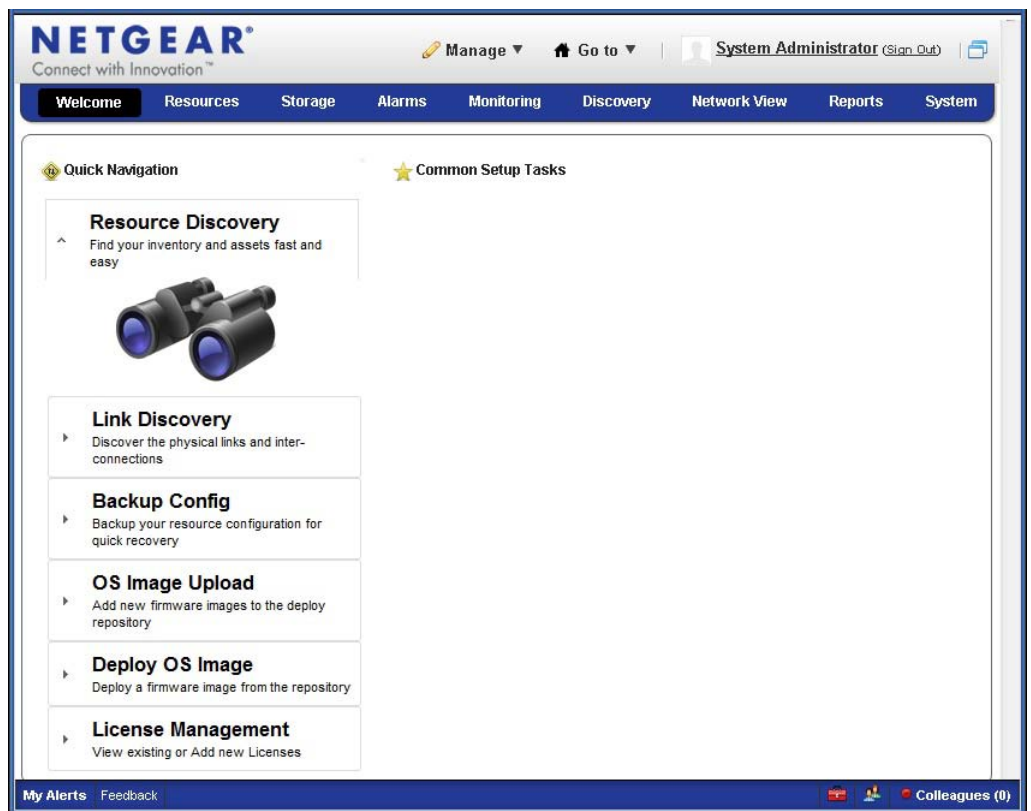 NETGEAR®
Connect with Innovation™
Manage ▼ Go to ▼ | System Administrator (Sign Out) |
Welcome Resources Storage Alarms Monitoring Discovery Network View Reports System
Quick Navigation
Common Setup Tasks
Resource Discovery
Find your inventory and assets fast and
easy
Link Discovery
Discover the physical links and inter-
connections
Backup Config
Backup your resource configuration for
quick recovery
OS Image Upload
Add new firmware images to the deploy
repository
Deploy OS Image
Deploy a firmware image from the repository
License Management
View existing or Add new Licenses
My Alerts Feedback Colleagues (0)